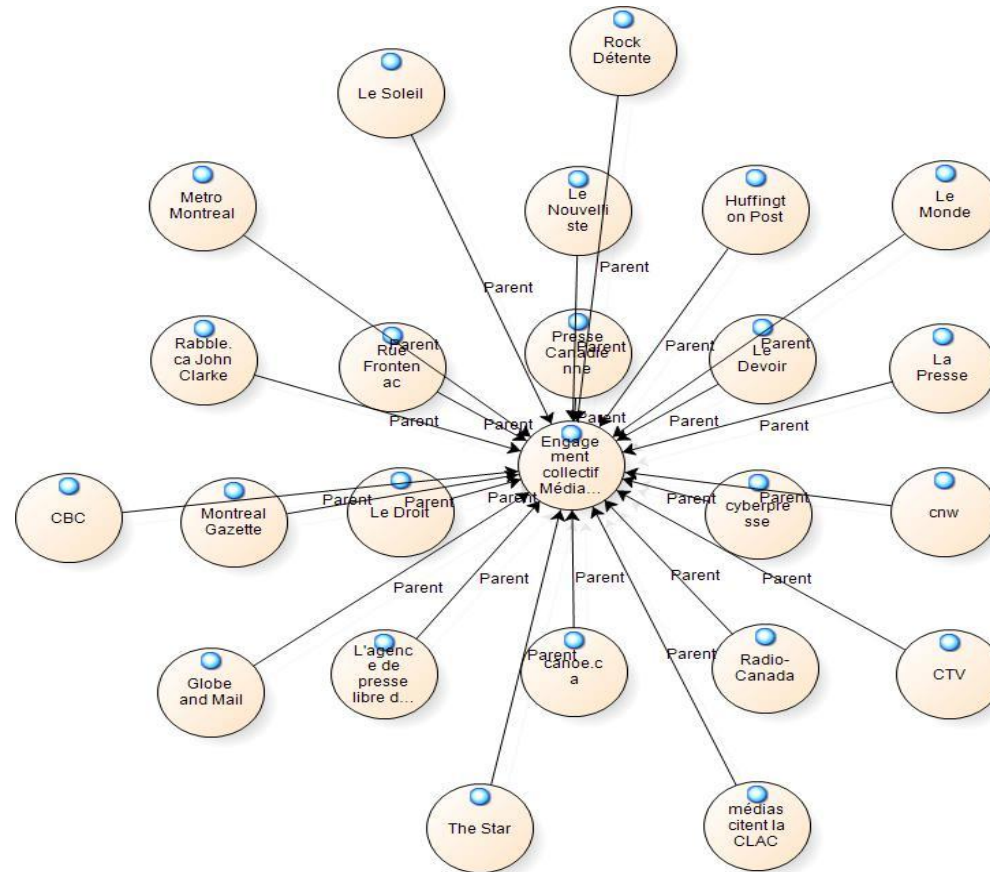 Rock
Détente
Le Soleil
Metro
Montreal
Le
Nouvelli
ste
Huffingt
on Post
Le
Monde
Parent
Parent
Rabble.
ca John
Clarke
Parent
Rue
Fronten
ac
Presse
Canadie
nne
Parent
Parent
Le
Devoir
Parent
La
Presse
Parent
Parent
Parent
Parent
Engage
ment
collectif
Média...
CBC
Parent
Montreal
Gazette
Parent
Le Droit
Parent
Parent
cyberpre
sse
Parent
cnw
Parent
Parent
Parent
Parent
Parent
Globe
and Mail
L'agenc
e de
presse
libre d...
Parent
canoe.c
a
Parent
Radio-
Canada
CTV
The Star
médias
citent la
CLAC